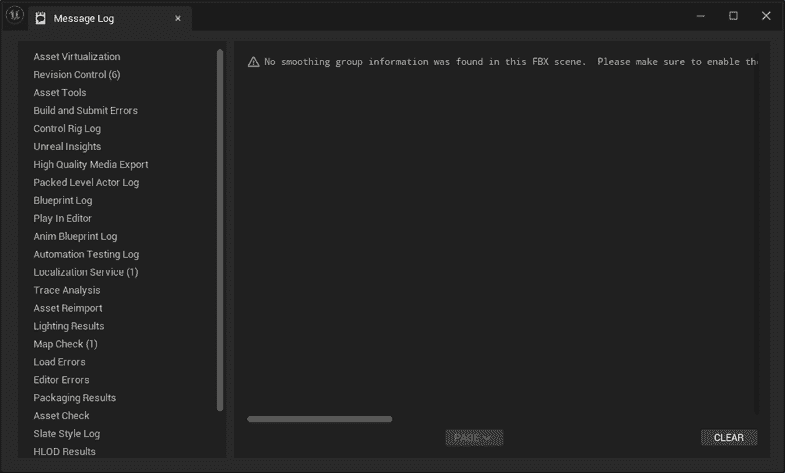 Message Log
Asset Virtualization
Revision Control (6)
Asset Tools
Build and Submit Errors
Control Rig Log
Unreal Insights
High Quality Media Export
Packed Level Actor Log
Blueprint Log
Play In Editor
Anim Blueprint Log
Automation Testing Log
Localization Service (1)
Trace Analysis
Asset Reimport
Lighting Results
Map Check (1)
Load Errors
Editor Errors
Packaging Results
Asset Check
Slate Style Log
HLOD Results
No smoothing group information was found in this FBX scene. Please make sure to enable the
PAGE
CLEAR